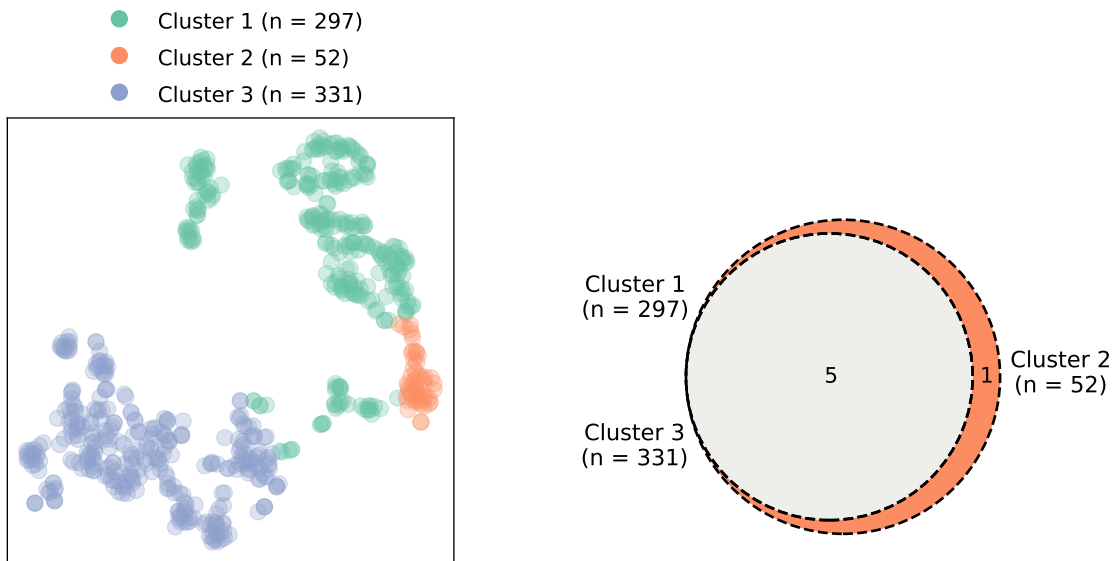 Cluster 1 (n = 297)
Cluster 2 (n = 52)
Cluster 3 (n = 331)
Cluster 1
(n = 297)
5
1
Cluster 2
(n = 52)
Cluster 3
(n = 331)